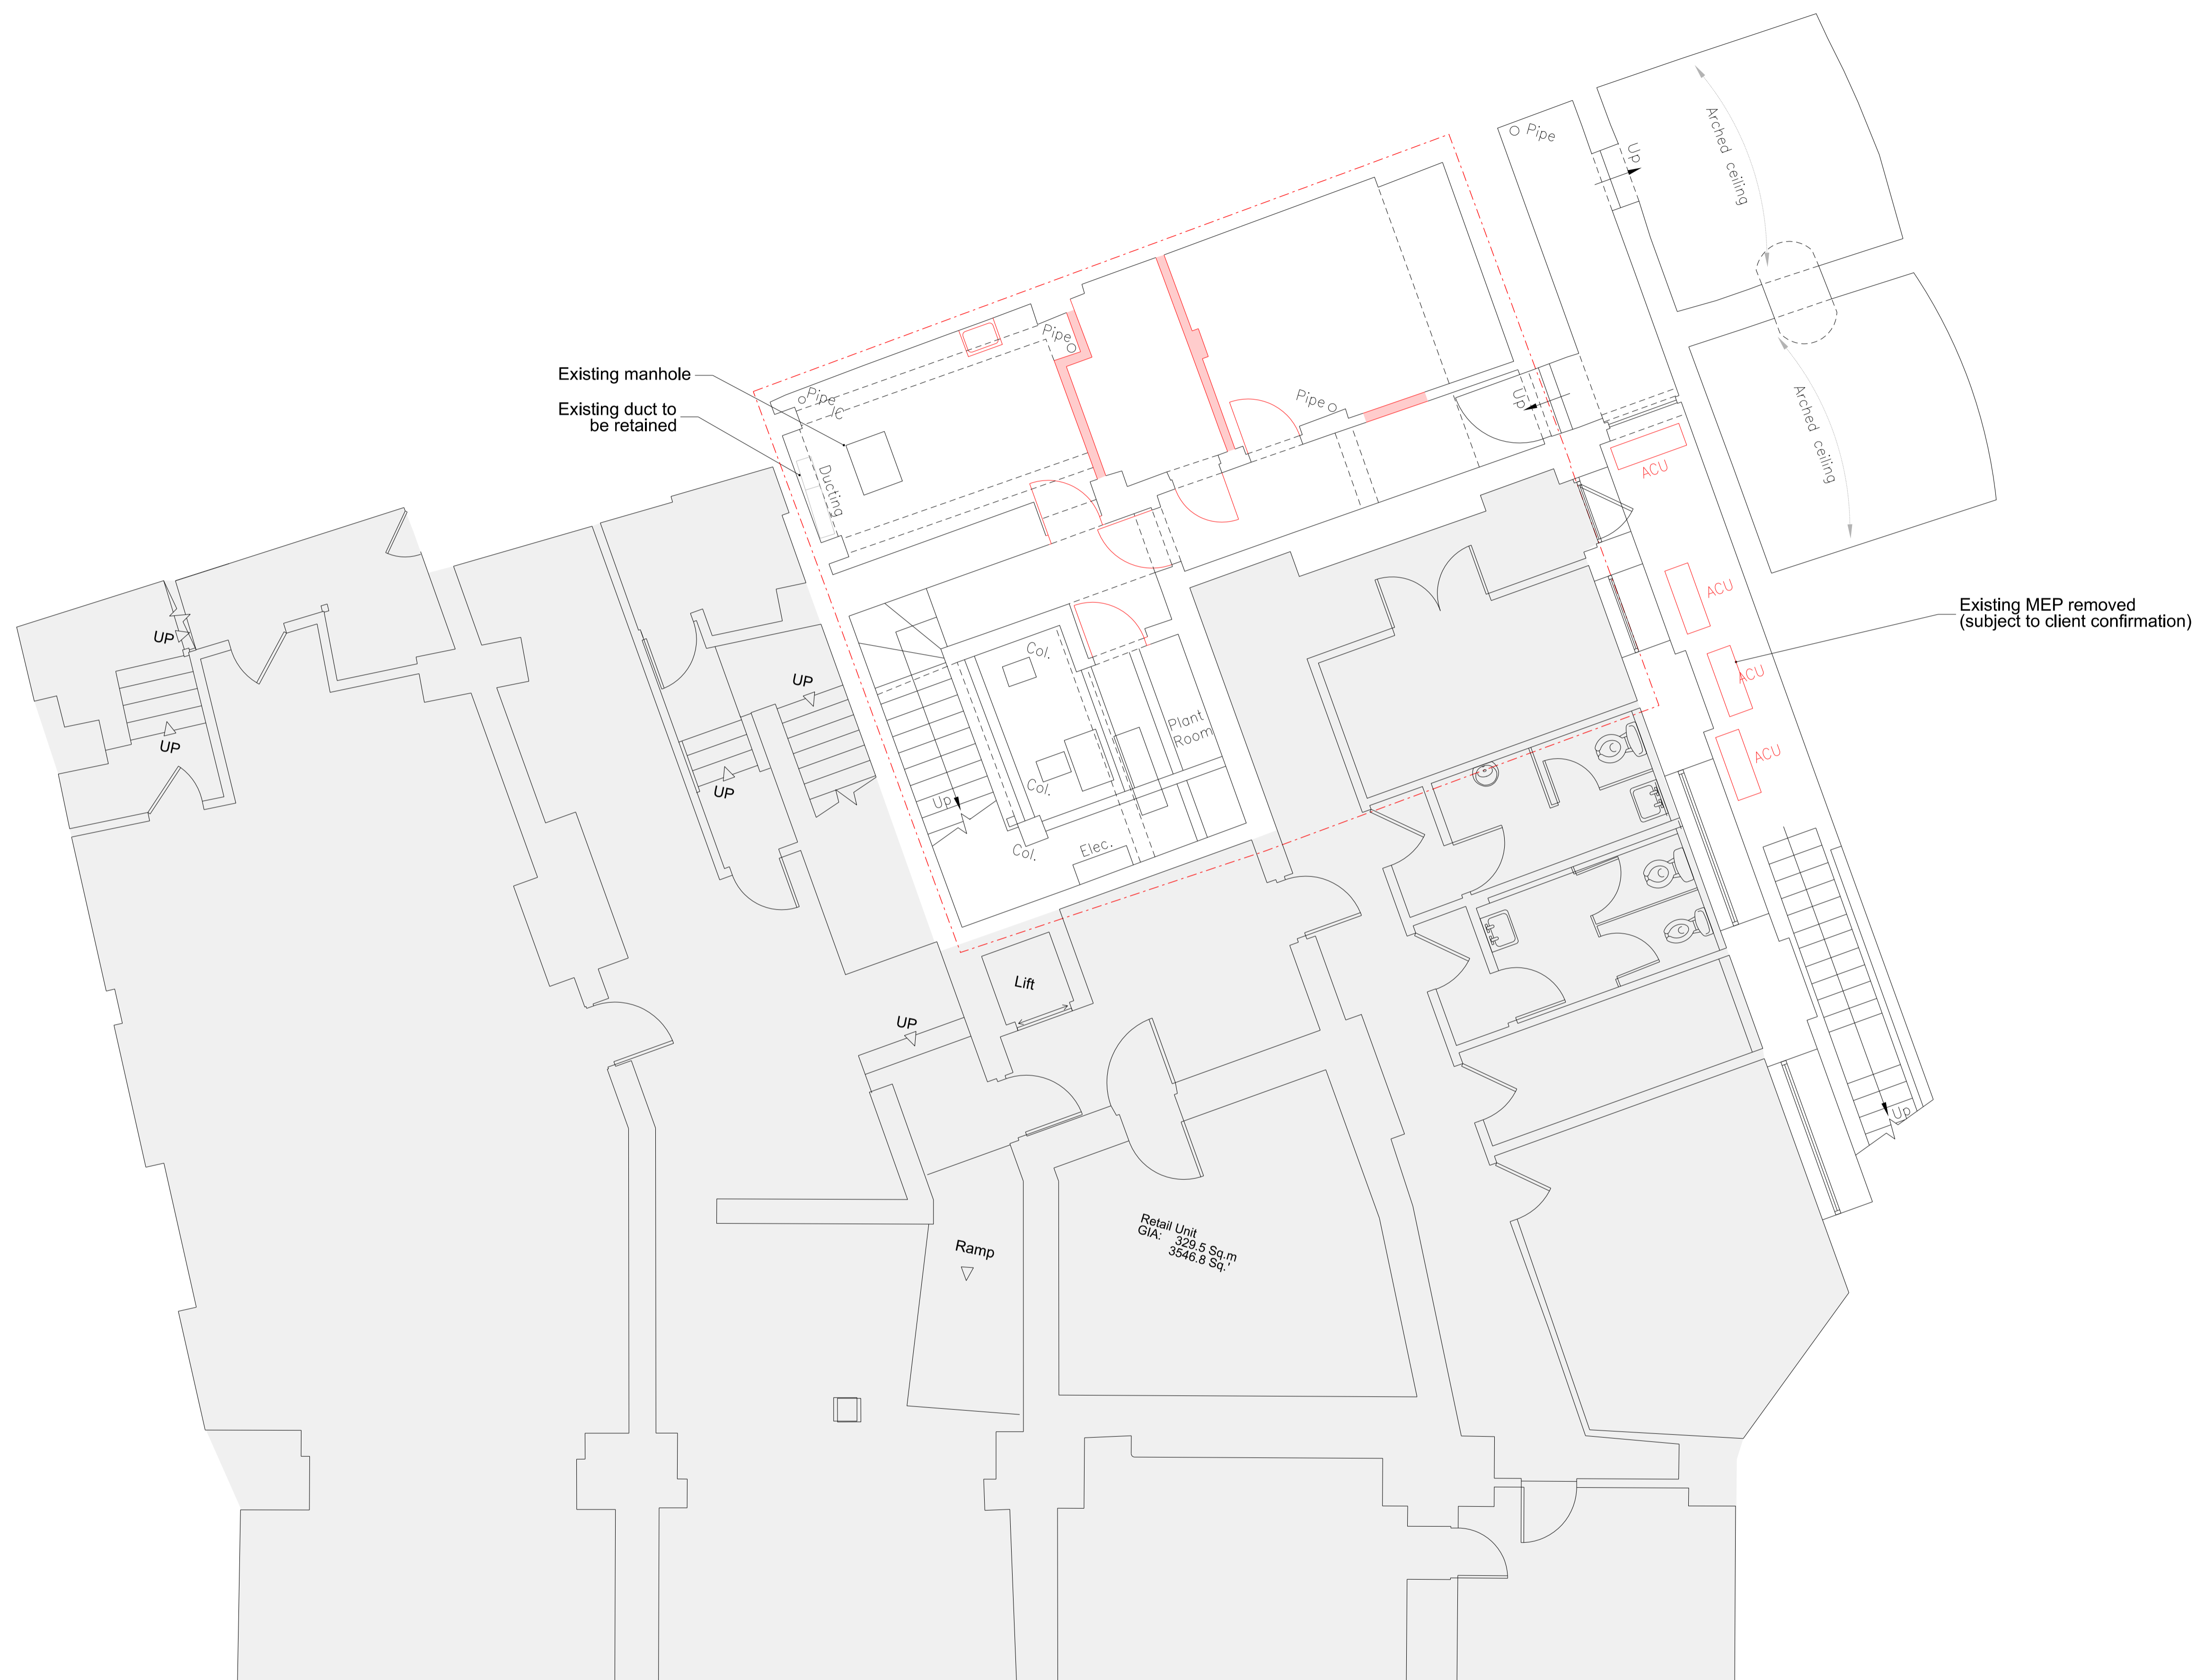 Pipe
Up
Arched ceiling
Arched ceiling
Existing manhole
Existing duct to
be retained
Pipe
Pipe
/C
Pipe
Up
Ducting
ACU
ACU
ACU
ACU
Existing MEP removed
(subject to client confirmation)
UP
UP
UP
UP
Col.
Col.
Col.
Plant
Room
Up
Elec.
Lift
UP
Up
Retail Unit
GIA: 329.5 Sq.m
3546.8 Sq.'
Ramp